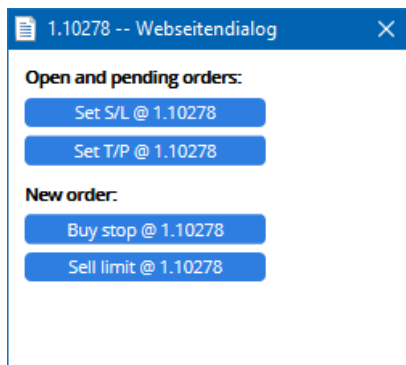 1.10278 -- Webseitendialog
Open and pending orders:
Set S/L @ 1.10278
Set T/P @ 1.10278
New order:
Buy stop @ 1.10278
Sell limit @ 1.10278